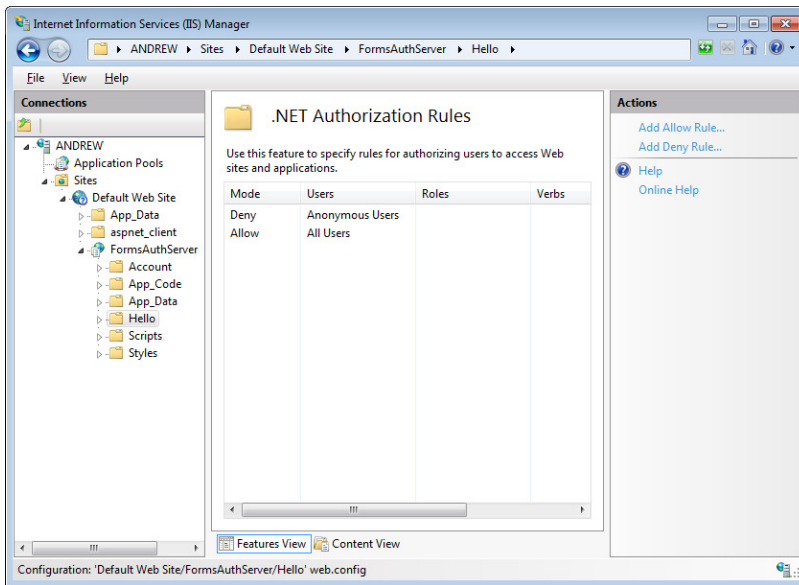 Internet Information Services (IIS) Manager
ANDREW Sites Default Web Site FormsAuthServer Hello
File View Help
Connections
ANDREW
Application Pools
Sites
Default Web Site
App_Data
aspnet_client
FormsAuthServer
Account
App_Code
App_Data
Hello
Scripts
Styles
.NET Authorization Rules
Use this feature to specify rules for authorizing users to access Web
sites and applications.
Mode Users Roles Verbs
Deny Anonymous Users
Allow All Users
Features View Content View
Actions
Add Allow Rule...
Add Deny Rule...
Help
Online Help
Configuration: 'Default Web Site/FormsAuthServer/Hello' web.config